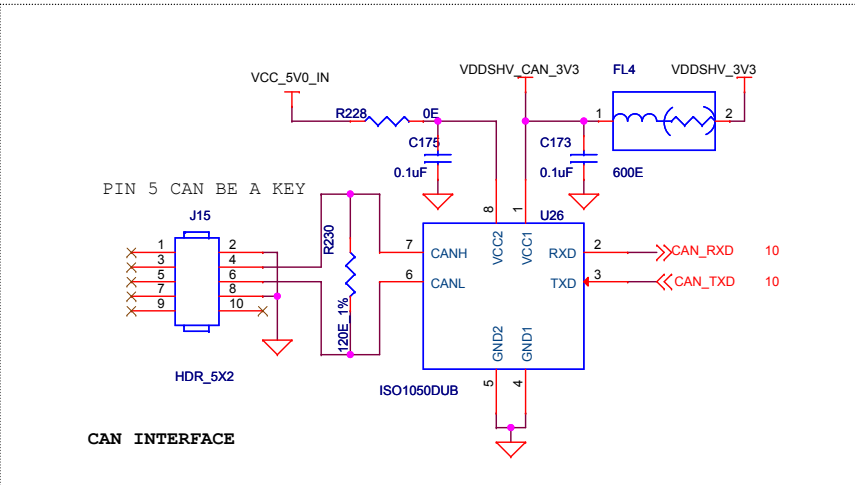 VCC_5V0_IN
VDDSHV_CAN_3V3
FL4
VDDSHV_3V3
R228
0E
1
2
C175
C173
0.1uF
0.1uF
600E
PIN 5 CAN BE A KEY
J15
8
1
U26
R230
VCC2
VCC1
1
2
3
4
5
6
7
8
9
10
7
CANH
RXD
2
CAN_RXD
10
6
CANL
TXD
3
CAN_TXD
10
120E_1%
GND2
GND1
HDR_5X2
5
4
ISO1050DUB
CAN INTERFACE